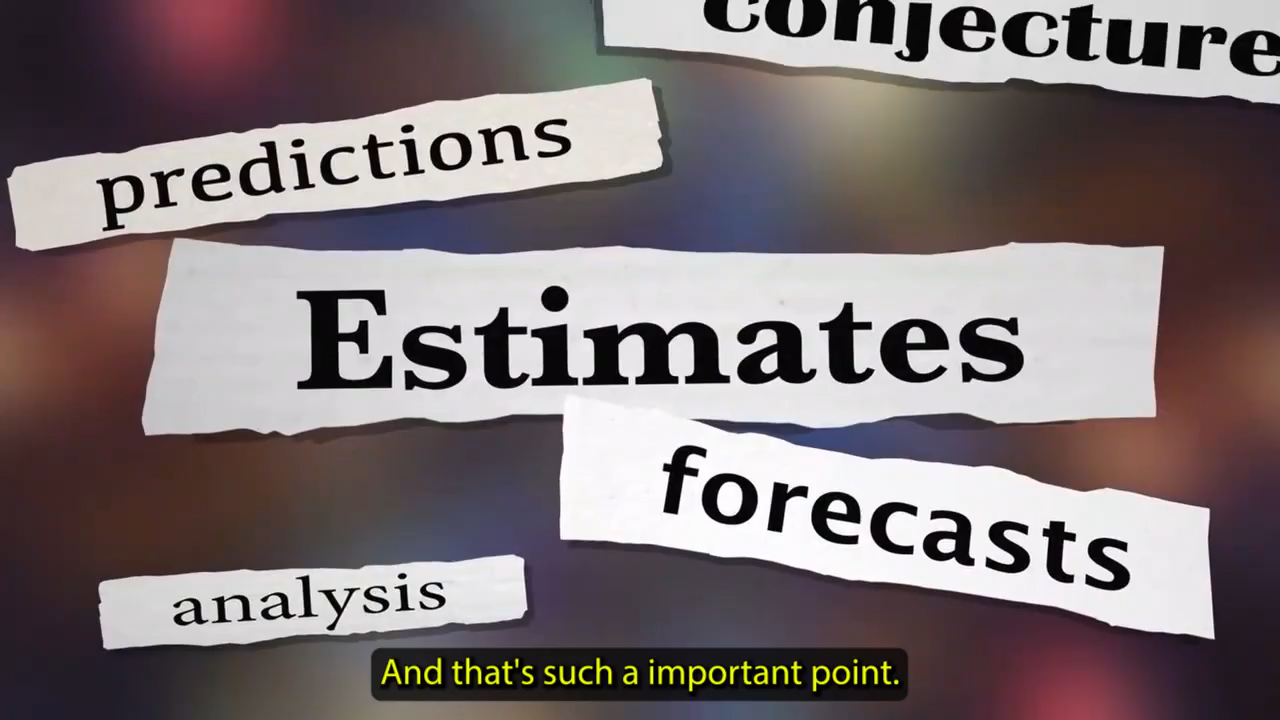 conjecture
predictions
Estimates
forecasts
analysis
And that's such a important point.